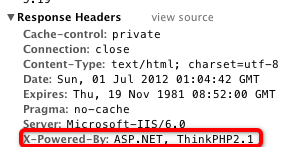 ▼ Response Headers view source
Cache-control: private
Connection: close
Content-Type: text/html; charset=utf-8
Date: Sun, 01 Jul 2012 01:04:42 GMT
Expires: Thu, 19 Nov 1981 08:52:00 GMT
Pragma: no-cache
Server: Microsoft-IIS/6.0
X-Powered-By: ASP.NET, ThinkPHP2.1